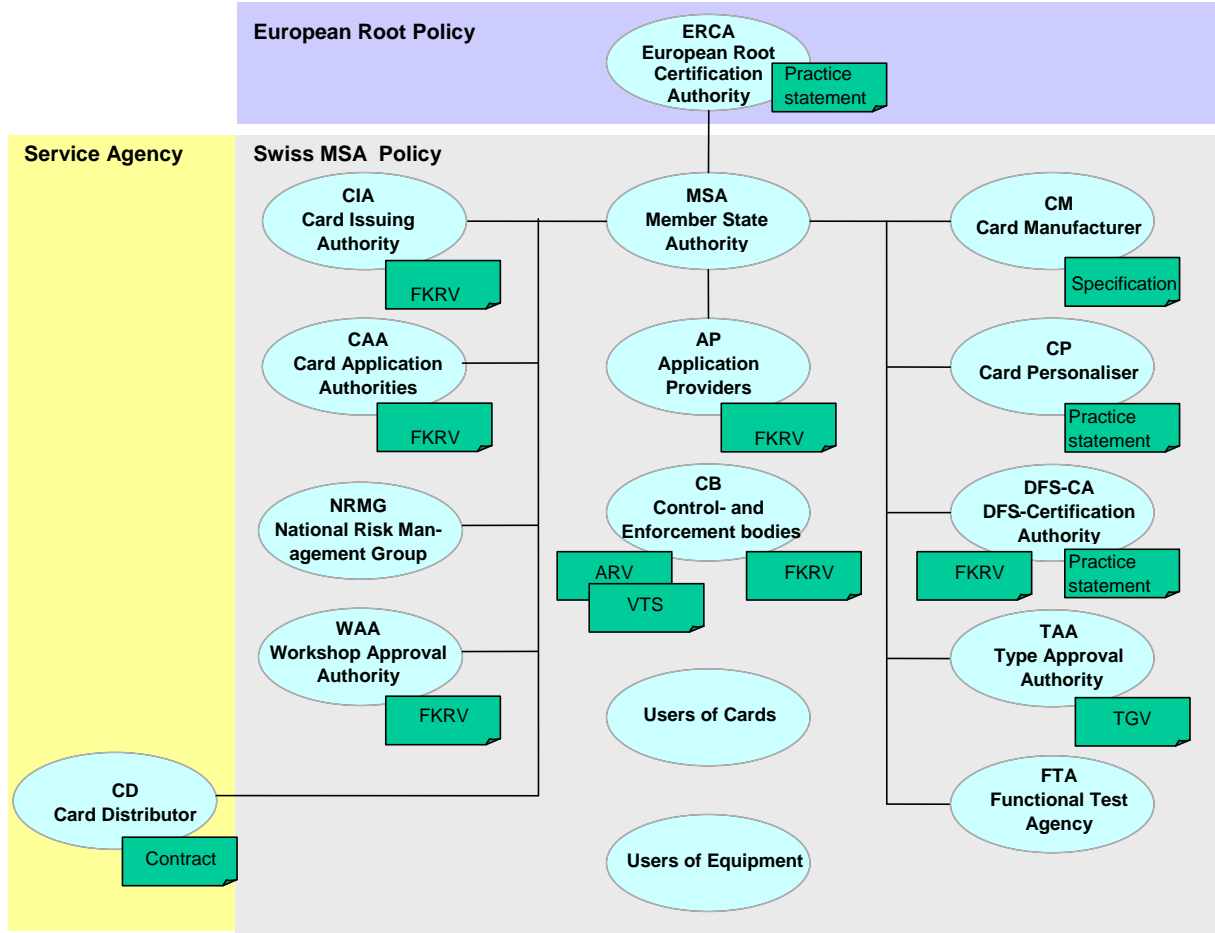 European Root Policy
ERCA
European Root
Certification
Authority
Practice
statement
Service Agency
Swiss MSA Policy
CIA
Card Issuing
Authority
FKRV
MSA
Member State
Authority
CM
Card Manufacturer
Specification
CAA
Card Application
Authorities
FKRV
AP
Application
Providers
FKRV
CP
Card Personaliser
Practice
statement
NRMG
National Risk Man-
agement Group
CB
Control- and
Enforcement bodies
ARV
VTS
FKRV
DFS-CA
DFS-Certification
Authority
FKRV
Practice
statement
WAA
Workshop Approval
Authority
FKRV
Users of Cards
TAA
Type Approval
Authority
TGV
CD
Card Distributor
Contract
Users of Equipment
FTA
Functional Test
Agency